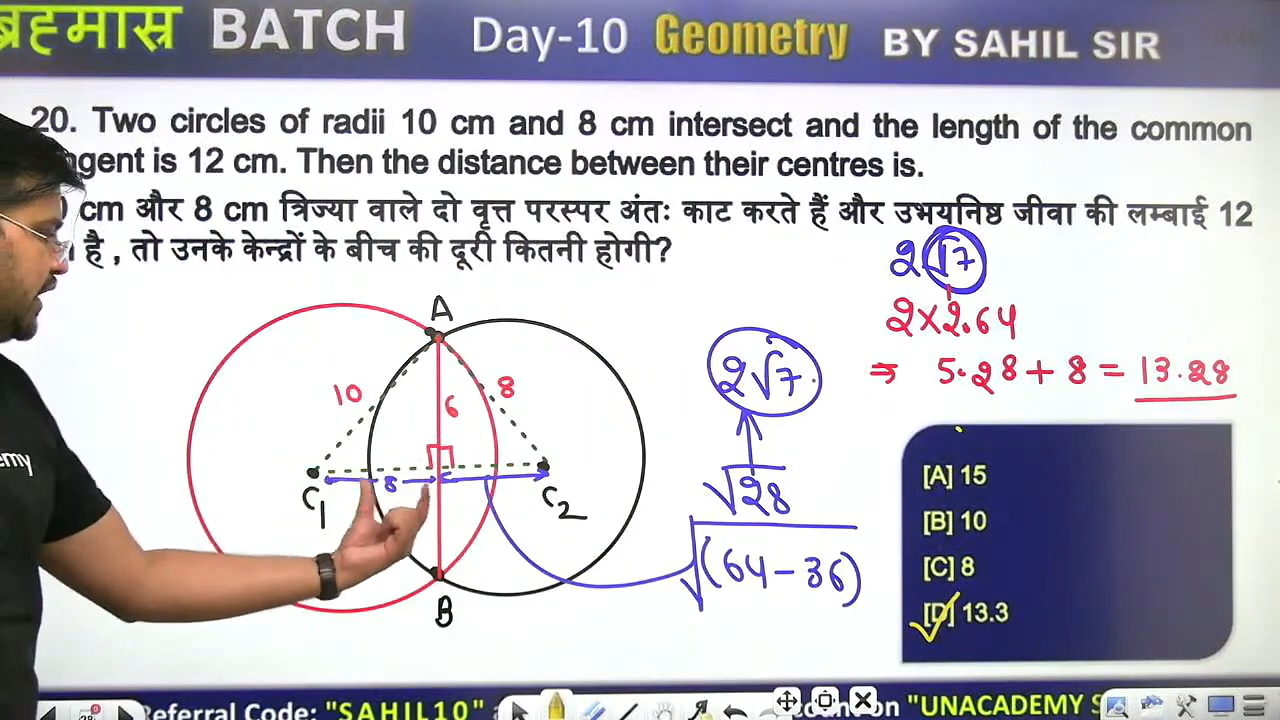 ब्रह्मास्र BATCH Day-10 Geometry BY SAHIL SIR
20. Two circles of radii 10 cm and 8 cm intersect and the length of the common
is 12 cm. Then the distance between their centres is.
cm और 8 cm त्रिज्या वाले दो वृत्त परस्पर अंतः काट करते हैं और उभयनिष्ठ जीवा की लम्बाई 12
है , तो उनके केन्द्रों के बीच की दूरी कितनी होगी?
2√7
2×2.64
⇒ 5.28+8=13.28
A
10
6
8
2√7
√28
√(64-36)
C1
8
C2
B
[A] 15
[B] 10
[C] 8
[D] 13.3
Referral Code: "SAHIL10"
on "UNACADEMY S